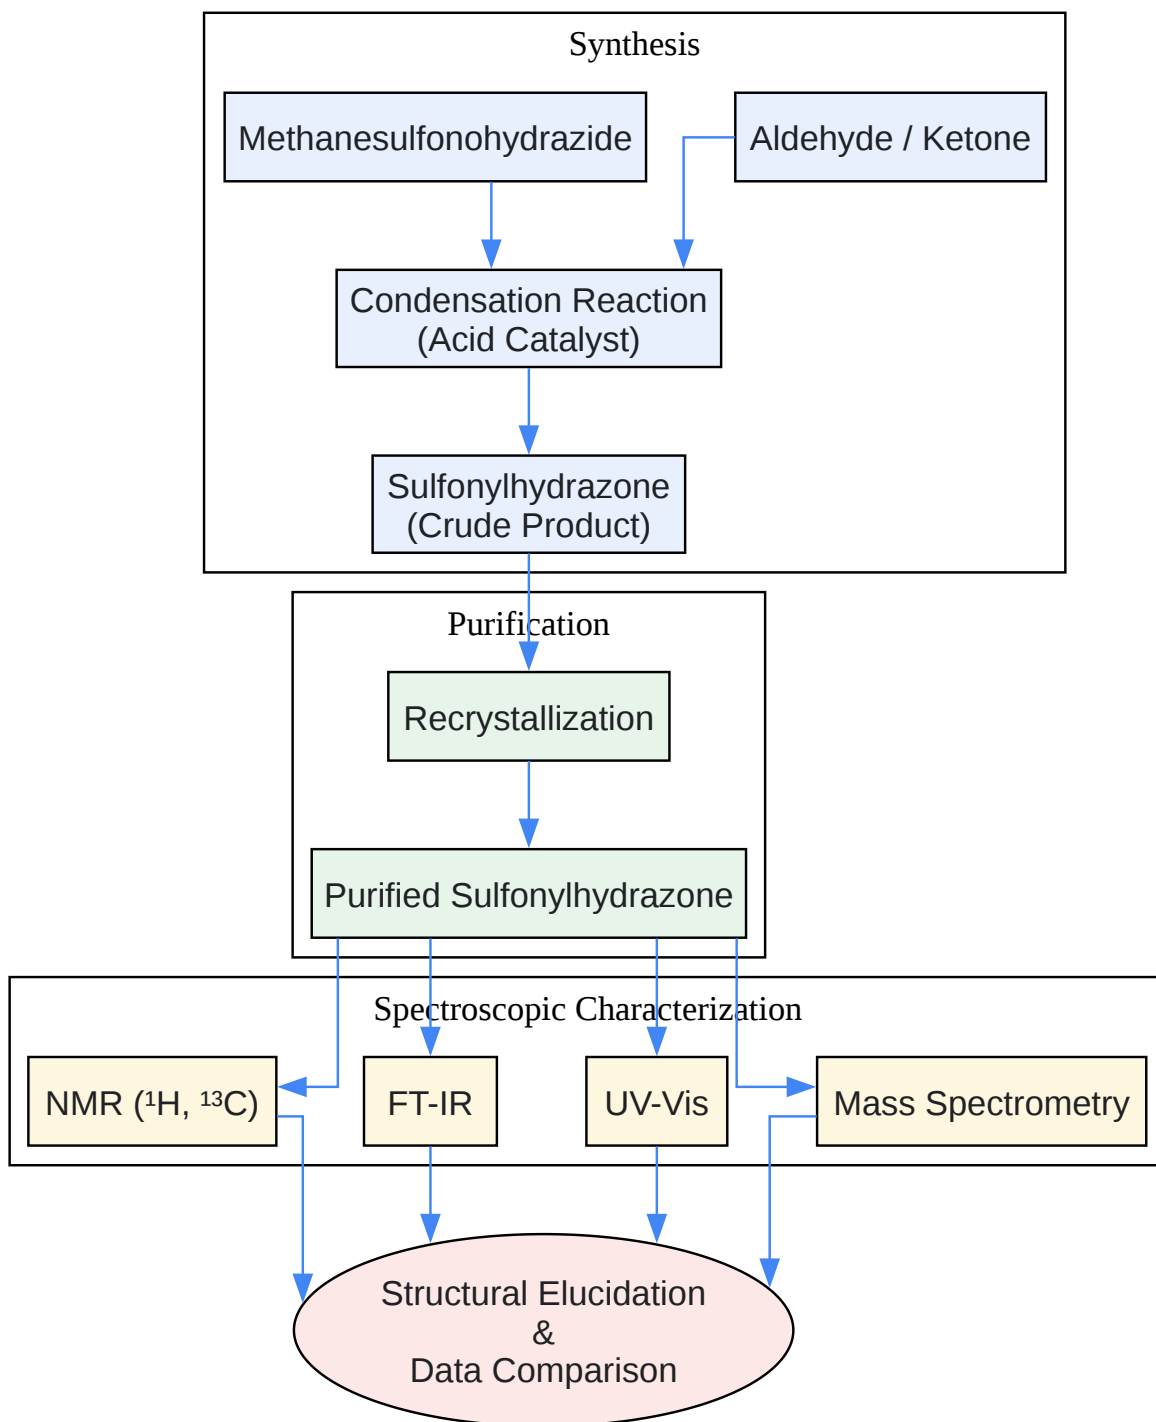 Synthesis
Methanesulfonohydrazide
Aldehyde / Ketone
Condensation Reaction
(Acid Catalyst)
Sulfonylhydrazone
(Crude Product)
Purification
Recrystallization
Purified Sulfonylhydrazone
Spectroscopic Characterization
NMR (¹H, ¹³C)
FT-IR
UV-Vis
Mass Spectrometry
Structural Elucidation
&
Data Comparison